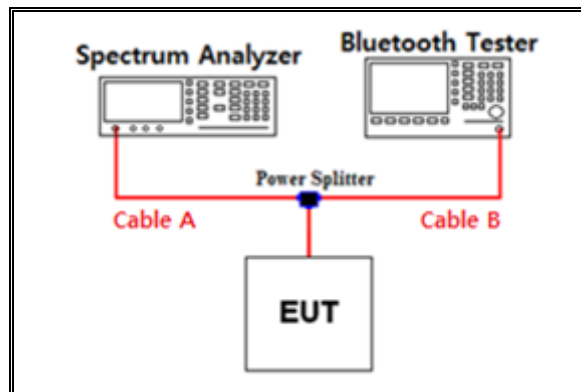 Spectrum Analyzer
Bluetooth Tester
Power Splitter
Cable A
Cable B
EUT